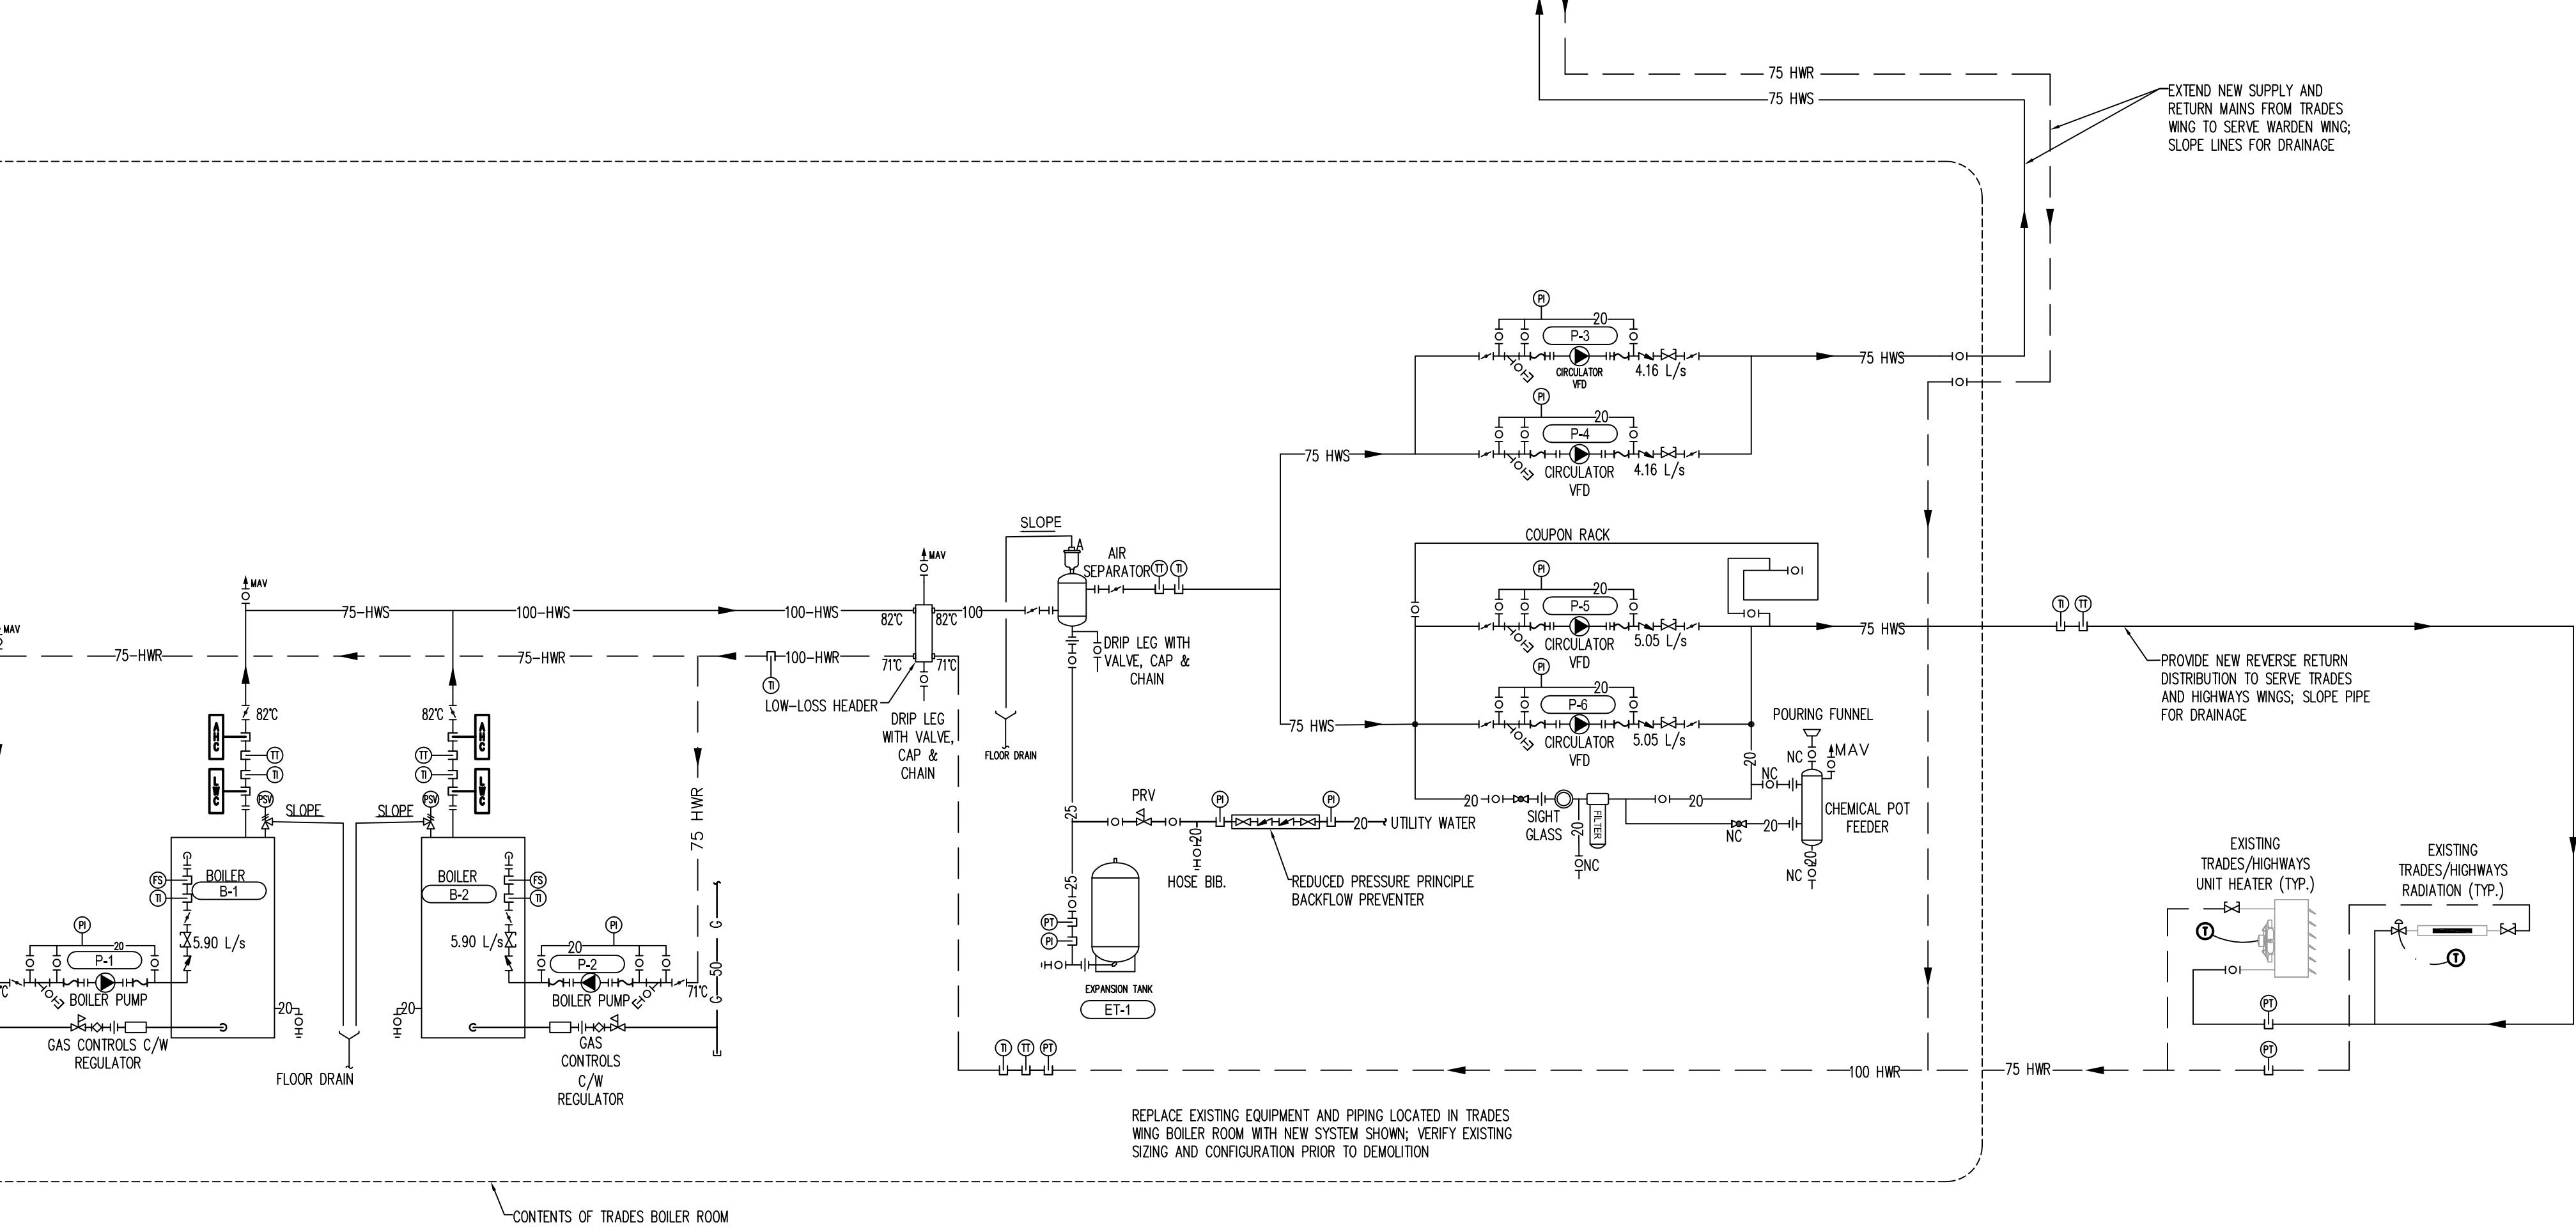 75 HWR
75 HWS
EXTEND NEW SUPPLY AND
RETURN MAINS FROM TRADES
WING TO SERVE WARDEN WING;
SLOPE LINES FOR DRAINAGE
PI
20
P-3
CIRCULATOR
VFD
4.16 L/s
75 HWS
PI
20
P-4
CIRCULATOR
VFD
4.16 L/s
75 HWS
COUPON RACK
PI
20
P-5
CIRCULATOR
VFD
5.05 L/s
75 HWS
TI
TT
PROVIDE NEW REVERSE RETURN
DISTRIBUTION TO SERVE TRADES
AND HIGHWAYS WINGS; SLOPE PIPE
FOR DRAINAGE
PI
20
P-6
CIRCULATOR
VFD
5.05 L/s
75 HWS
20
POURING FUNNEL
NC
MAV
NC
CHEMICAL POT
FEEDER
20
NC
20
NC
20
SIGHT
GLASS
20
FILTER
NC
20
SLOPE
A
AIR
SEPARATOR
TT
TI
MAV
82°C
82°C
100
71°C
71°C
LOW-LOSS HEADER
DRIP LEG
WITH VALVE,
CAP &
CHAIN
FLOOR DRAIN
DRIP LEG WITH
VALVE, CAP &
CHAIN
25
PRV
PI
PI
20
UTILITY WATER
20
HOSE BIB.
REDUCED PRESSURE PRINCIPLE
BACKFLOW PREVENTER
25
PT
PI
EXPANSION TANK
ET-1
MAV
MAV
75-HWS
100-HWS
100-HWS
75-HWR
75-HWR
100-HWR
TI
82°C
AHC
TT
TI
LWC
PSV
SLOPE
82°C
AHC
TT
TI
LWC
PSV
SLOPE
75 HWR
BOILER
B-1
FS
TI
5.90 L/s
PI
20
P-1
BOILER PUMP
20
GAS CONTROLS C/W
REGULATOR
FLOOR DRAIN
BOILER
B-2
FS
TI
5.90 L/s
PI
20
P-2
BOILER PUMP
71°C
20
GAS
CONTROLS
C/W
REGULATOR
G
50
G
TI
TT
PT
100 HWR
75 HWR
EXISTING
TRADES/HIGHWAYS
UNIT HEATER (TYP.)
T
PT
PT
EXISTING
TRADES/HIGHWAYS
RADIATION (TYP.)
T
REPLACE EXISTING EQUIPMENT AND PIPING LOCATED IN TRADES
WING BOILER ROOM WITH NEW SYSTEM SHOWN; VERIFY EXISTING
SIZING AND CONFIGURATION PRIOR TO DEMOLITION
CONTENTS OF TRADES BOILER ROOM